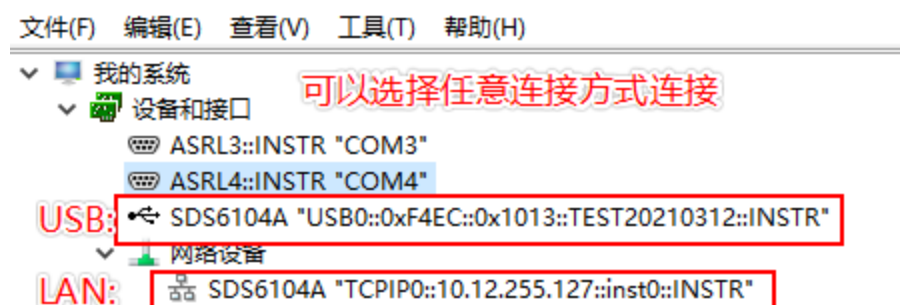 文件(F) 编辑(E) 查看(V) 工具(T) 帮助(H)
我的系统
可以选择任意连接方式连接
设备和接口
ASRL3::INSTR "COM3"
ASRL4::INSTR "COM4"
USB: SDS6104A "USB0::0xF4EC::0x1013::TEST20210312::INSTR"
网络设备
LAN: SDS6104A "TCPIP0::10.12.255.127::inst0::INSTR"